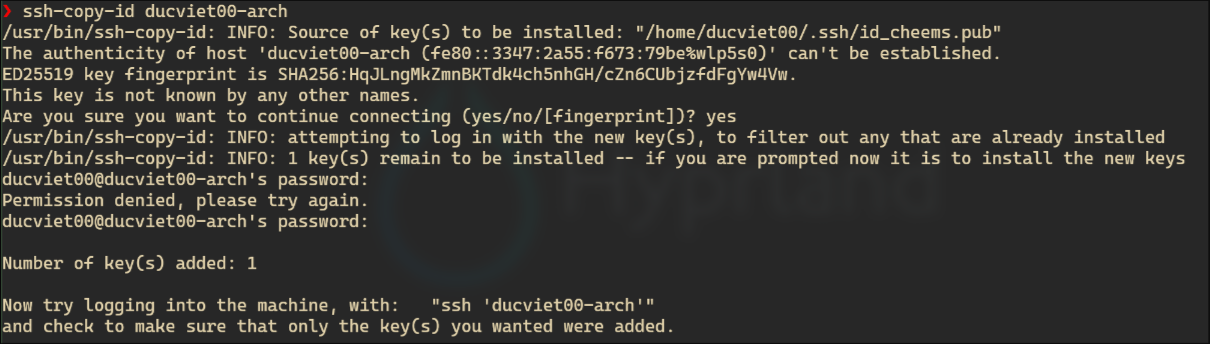 ❯ ssh-copy-id ducviet00-arch
/usr/bin/ssh-copy-id: INFO: Source of key(s) to be installed: "/home/ducviet00/.ssh/id_cheems.pub"
The authenticity of host 'ducviet00-arch (fe80::3347:2a55:f673:79be%wlp5s0)' can't be established.
ED25519 key fingerprint is SHA256:HqJLngMkZmnBKTdk4ch5nhGH/cZn6CUbjzfdFgYw4Vw.
This key is not known by any other names.
Are you sure you want to continue connecting (yes/no/[fingerprint])? yes
/usr/bin/ssh-copy-id: INFO: attempting to log in with the new key(s), to filter out any that are already installed
/usr/bin/ssh-copy-id: INFO: 1 key(s) remain to be installed -- if you are prompted now it is to install the new keys
ducviet00@ducviet00-arch's password:
Permission denied, please try again.
ducviet00@ducviet00-arch's password:
Hyprland
Number of key(s) added: 1
Now try logging into the machine, with:   "ssh 'ducviet00-arch'"
and check to make sure that only the key(s) you wanted were added.